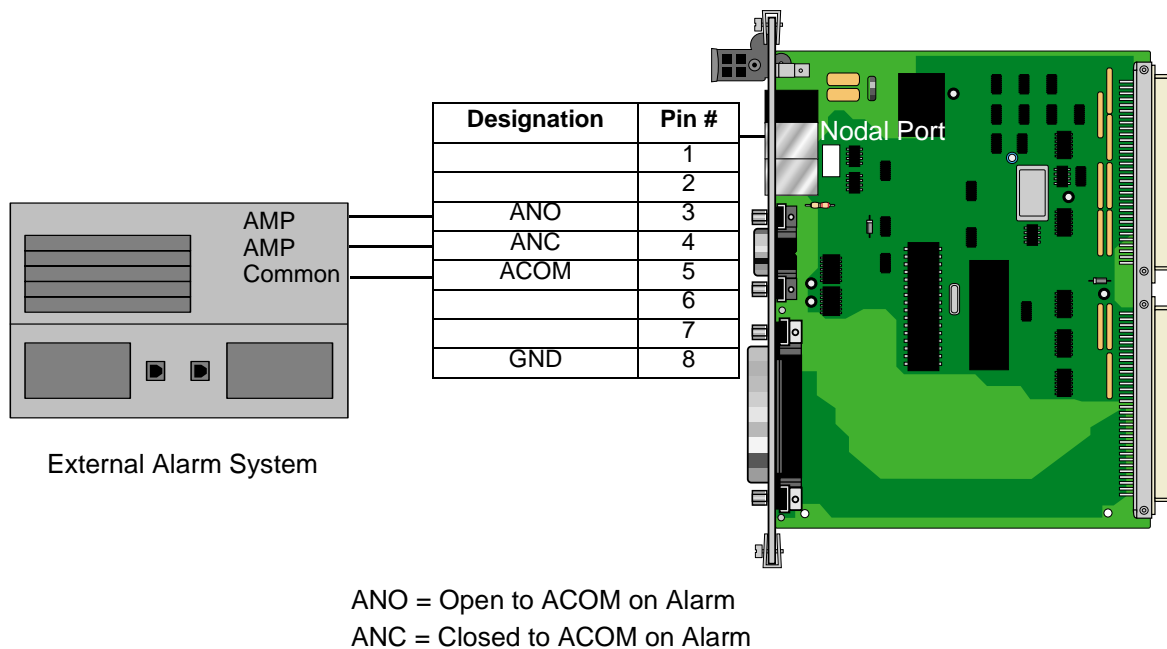 Designation Pin #
1
2
AMP ANO 3
AMP ANC 4
Common ACOM 5
6
7
GND 8
Nodal Port
External Alarm System
ANO = Open to ACOM on Alarm
ANC = Closed to ACOM on Alarm